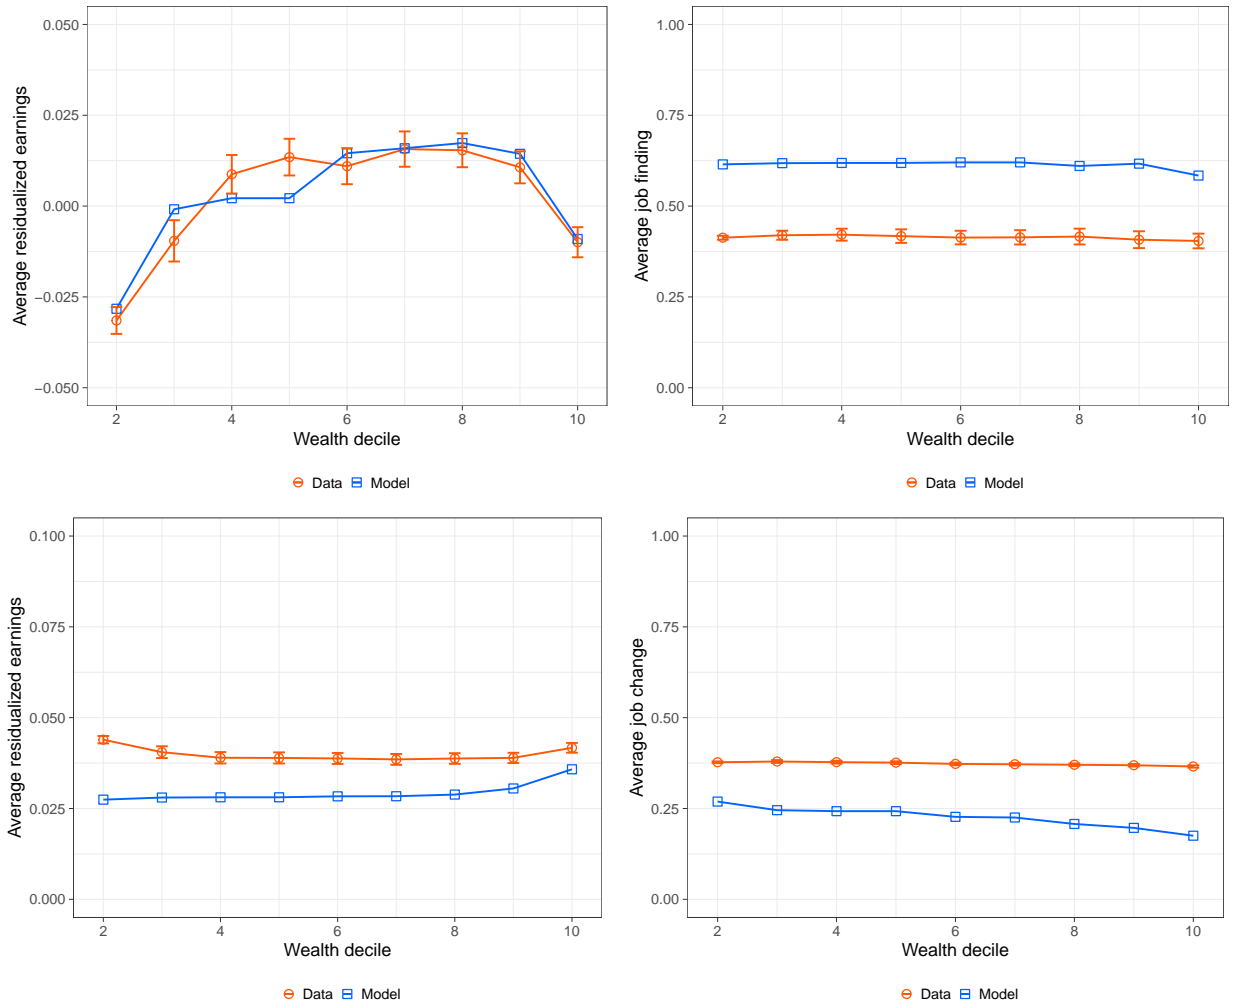 0.050
0.025
0.000
−0.025
−0.050
Average residualized earnings
2 4 6 8 10
Wealth decile
Data Model
1.00
0.75
0.50
0.25
0.00
Average job finding
2 4 6 8 10
Wealth decile
Data Model
0.100
0.075
0.050
0.025
0.000
Average residualized earnings
2 4 6 8 10
Wealth decile
Data Model
1.00
0.75
0.50
0.25
0.00
Average job change
2 4 6 8 10
Wealth decile
Data Model